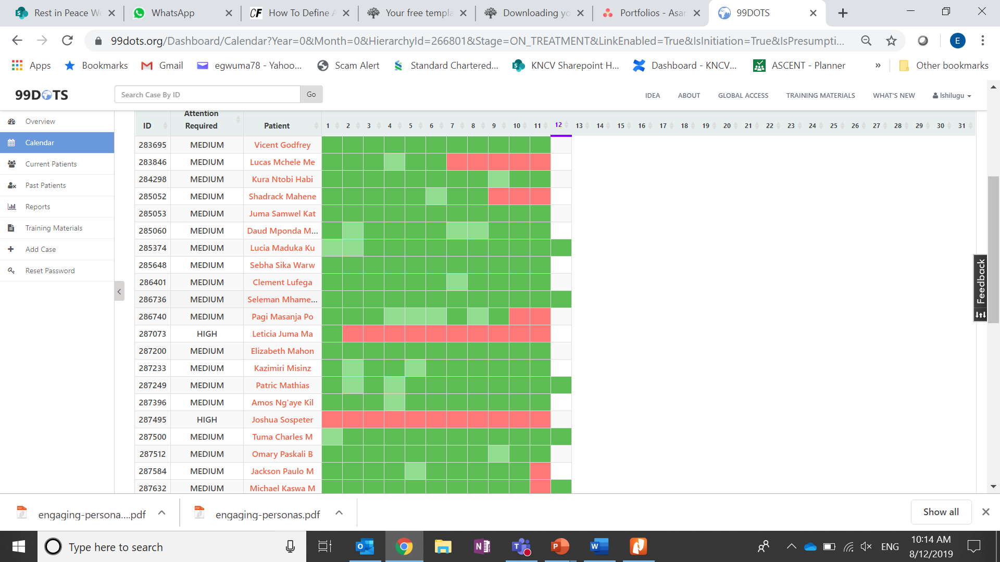 Rest in Peace We
WhatsApp
How To Define A
Your free templa
Downloading yo
Portfolios - Asan
99DOTS
99dots.org/Dashboard/Calendar?Year=0&Month=0&HierarchyId=266801&Stage=ON_TREATMENT&LinkEnabled=True&IsInitiation=True&IsPresumpti...
E
Apps
Bookmarks
Gmail
egwuma78 - Yahoo...
Scam Alert
Standard Chartered...
KNCV Sharepoint H...
Dashboard - KNCV...
ASCENT - Planner
»
Other bookmarks
99DOTS
Search Case By ID
Go
IDEA
ABOUT
GLOBAL ACCESS
TRAINING MATERIALS
WHAT'S NEW
Ishilugu
Overview
Calendar
Current Patients
Past Patients
Reports
Training Materials
Add Case
Reset Password
ID Attention Required Patient 1 2 3 4 5 6 7 8 9 10 11 12 13 14 15 16 17 18 19 20 21 22 23 24 25 26 27 28 29 30 31
283695 MEDIUM Vicent Godfrey
283846 MEDIUM Lucas Mchele Me
284298 MEDIUM Kura Ntobi Habi
285052 MEDIUM Shadrack Mahene
285053 MEDIUM Juma Samwel Kat
285060 MEDIUM Daud Mponda M...
285374 MEDIUM Lucia Maduka Ku
285648 MEDIUM Sebha Sika Warw
286401 MEDIUM Clement Lufega
286736 MEDIUM Seleman Mhame...
286740 MEDIUM Pagi Masanja Po
287073 HIGH Leticia Juma Ma
287200 MEDIUM Elizabeth Mahon
287233 MEDIUM Kazimiri Misinz
287249 MEDIUM Patric Mathias
287396 MEDIUM Amos Ng'aye Kil
287495 HIGH Joshua Sospeter
287500 MEDIUM Tuma Charles M
287512 MEDIUM Omary Paskali B
287584 MEDIUM Jackson Paulo M
287632 MEDIUM Michael Kaswa M
Feedback
engaging-persona....pdf
engaging-personas.pdf
Show all
Type here to search
ENG
10:14 AM
8/12/2019